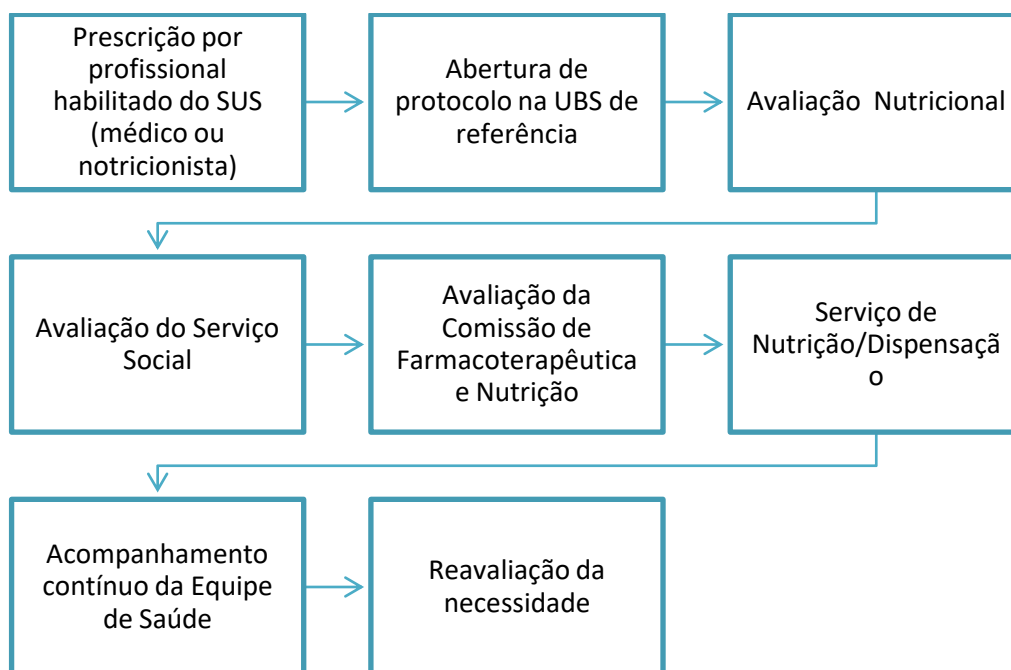 Prescrição por
profissional
habilitado do SUS
(médico ou
notricionista)
Abertura de
protocolo na UBS de
referência
Avaliação Nutricional
Avaliação do Serviço
Social
Avaliação da
Comissão de
Farmacoterapêutica
e Nutrição
Serviço de
Nutrição/Dispensaçã
o
Acompanhamento
contínuo da Equipe
de Saúde
Reavaliação da
necessidade